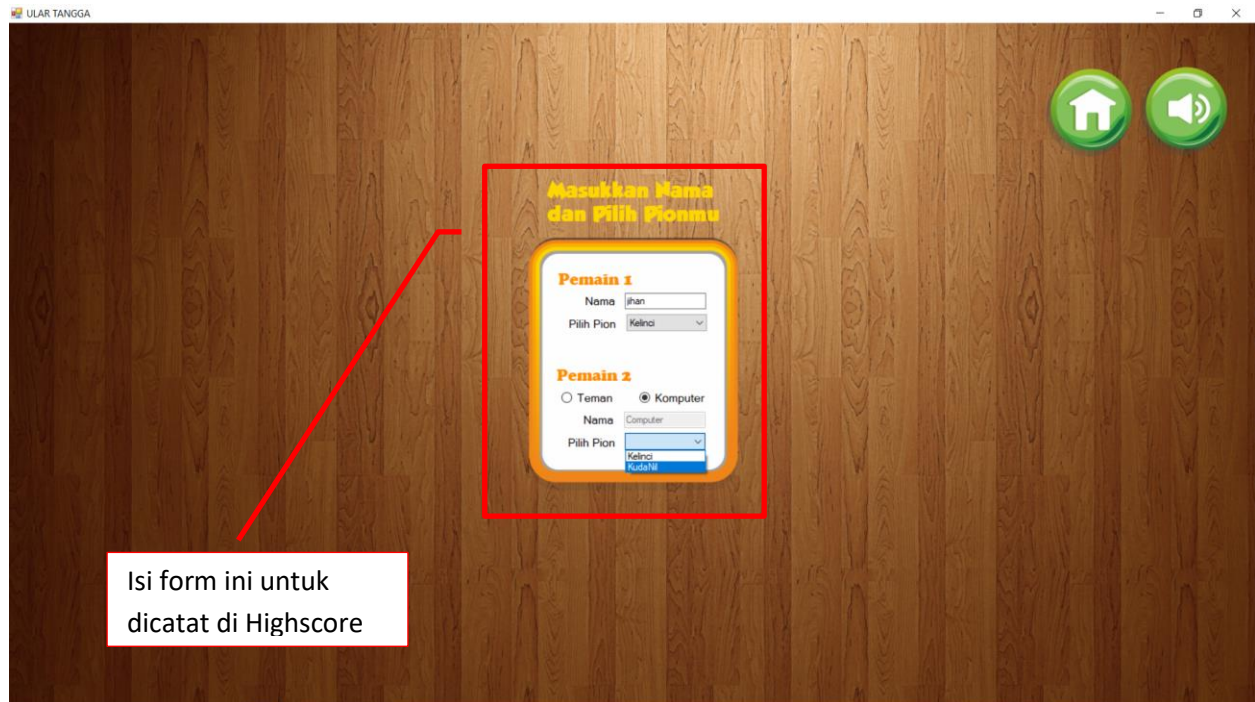 ULAR TANGGA
Masukkan Nama
dan Pilih Pionmu
Pemain 1
Nama jihan
Pilih Pion Kelinci
Pemain 2
Teman Komputer
Nama Computer
Pilih Pion
Kelinci
KudaNil
Isi form ini untuk
dicatat di Highscore